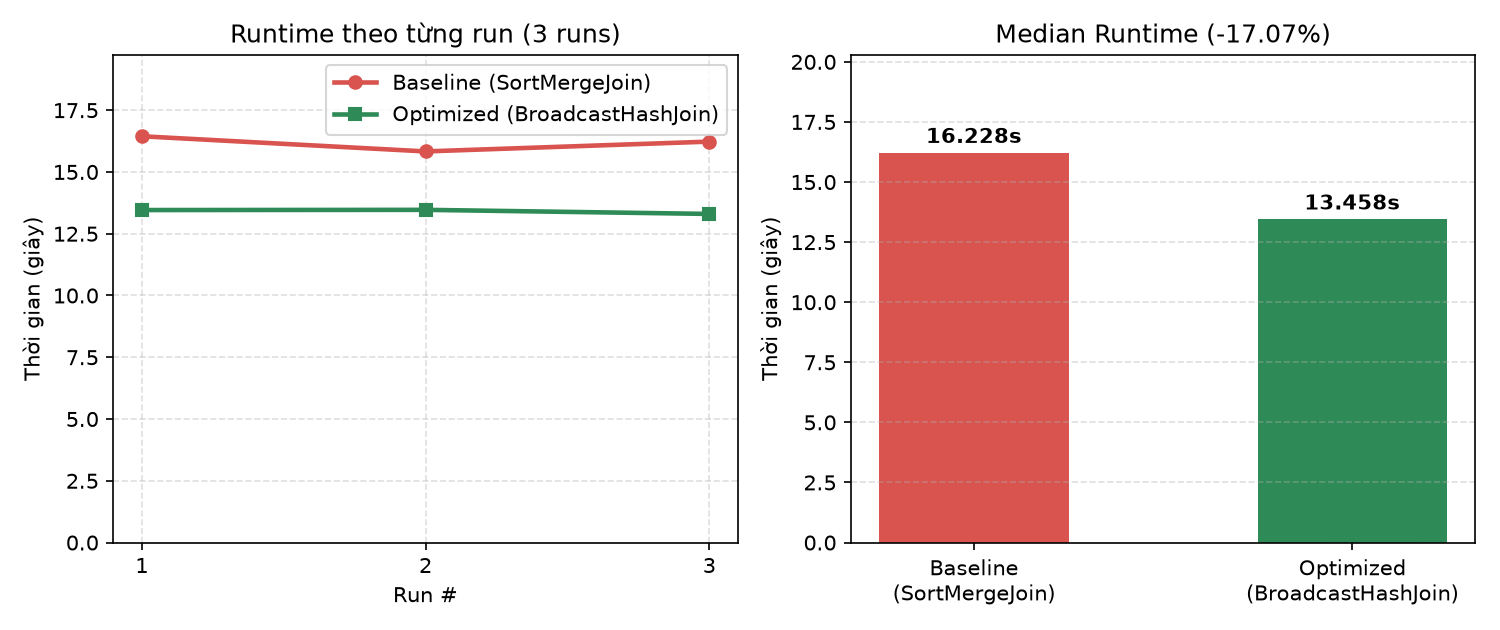 Runtime theo từng run (3 runs)
Baseline (SortMergeJoin)
Optimized (BroadcastHashJoin)
Thời gian (giây)
17.5
15.0
12.5
10.0
7.5
5.0
2.5
0.0
1 2 3
Run #
Median Runtime (-17.07%)
Thời gian (giây)
20.0
17.5
15.0
12.5
10.0
7.5
5.0
2.5
0.0
16.228s
13.458s
Baseline
(SortMergeJoin)
Optimized
(BroadcastHashJoin)